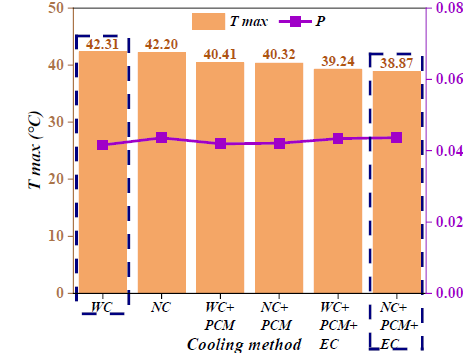 T max P
50
40
30
20
10
0
T max (°C)
42.31 42.20 40.41 40.32 39.24 38.87
0.08
0.06
0.04
0.02
0.00
WC NC WC+ NC+ WC+ NC+
PCM PCM PCM+ PCM+
EC EC
Cooling method